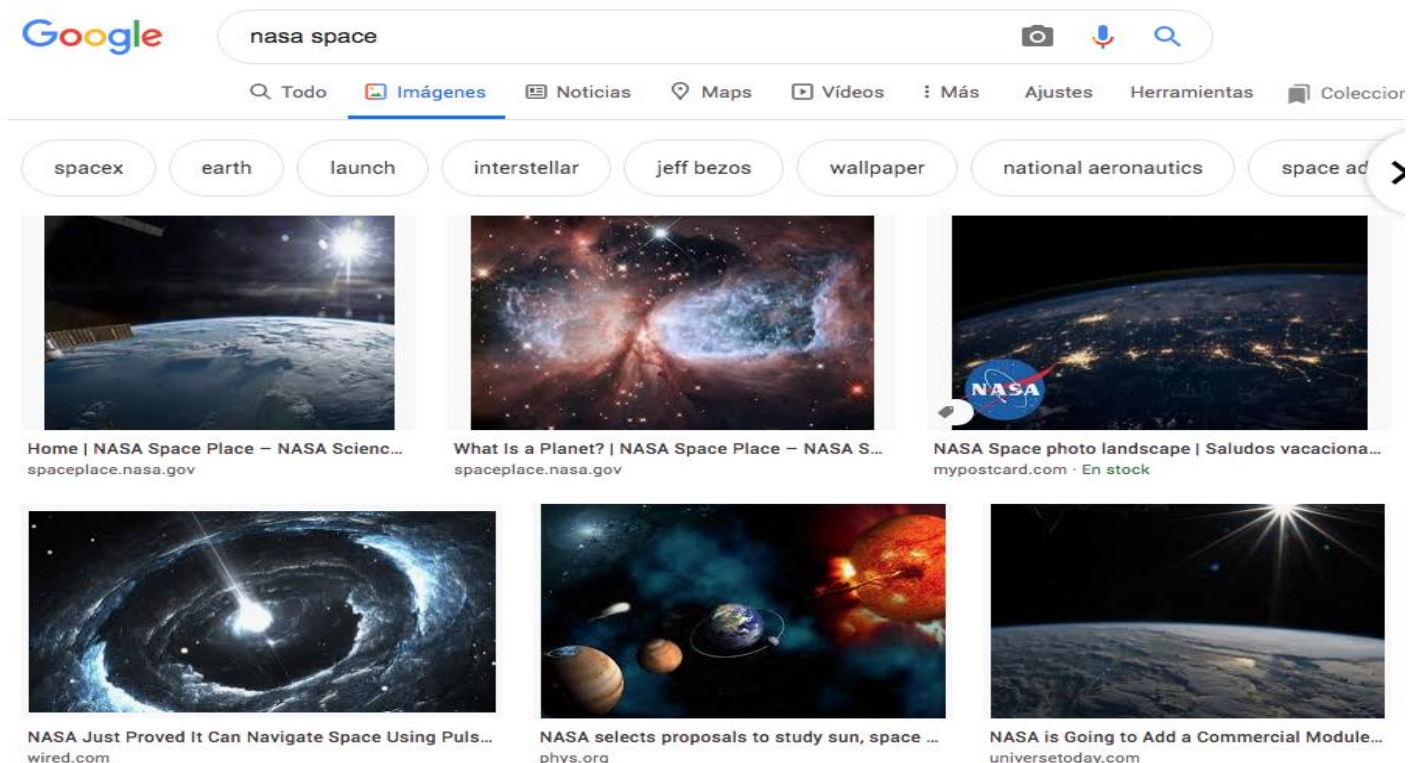 Google
nasa space
Todo Imágenes Noticias Maps Vídeos Más Ajustes Herramientas Coleccior
spacex earth launch interstellar jeff bezos wallpaper national aeronautics space ad
NASA
Home | NASA Space Place – NASA Scienc... What Is a Planet? | NASA Space Place – NASA S... NASA Space photo landscape | Saludos vacaciona...
spaceplace.nasa.gov spaceplace.nasa.gov mypostcard.com · En stock
NASA Just Proved It Can Navigate Space Using Puls... NASA selects proposals to study sun, space ... NASA is Going to Add a Commercial Module...
wired.com phys.org universetoday.com